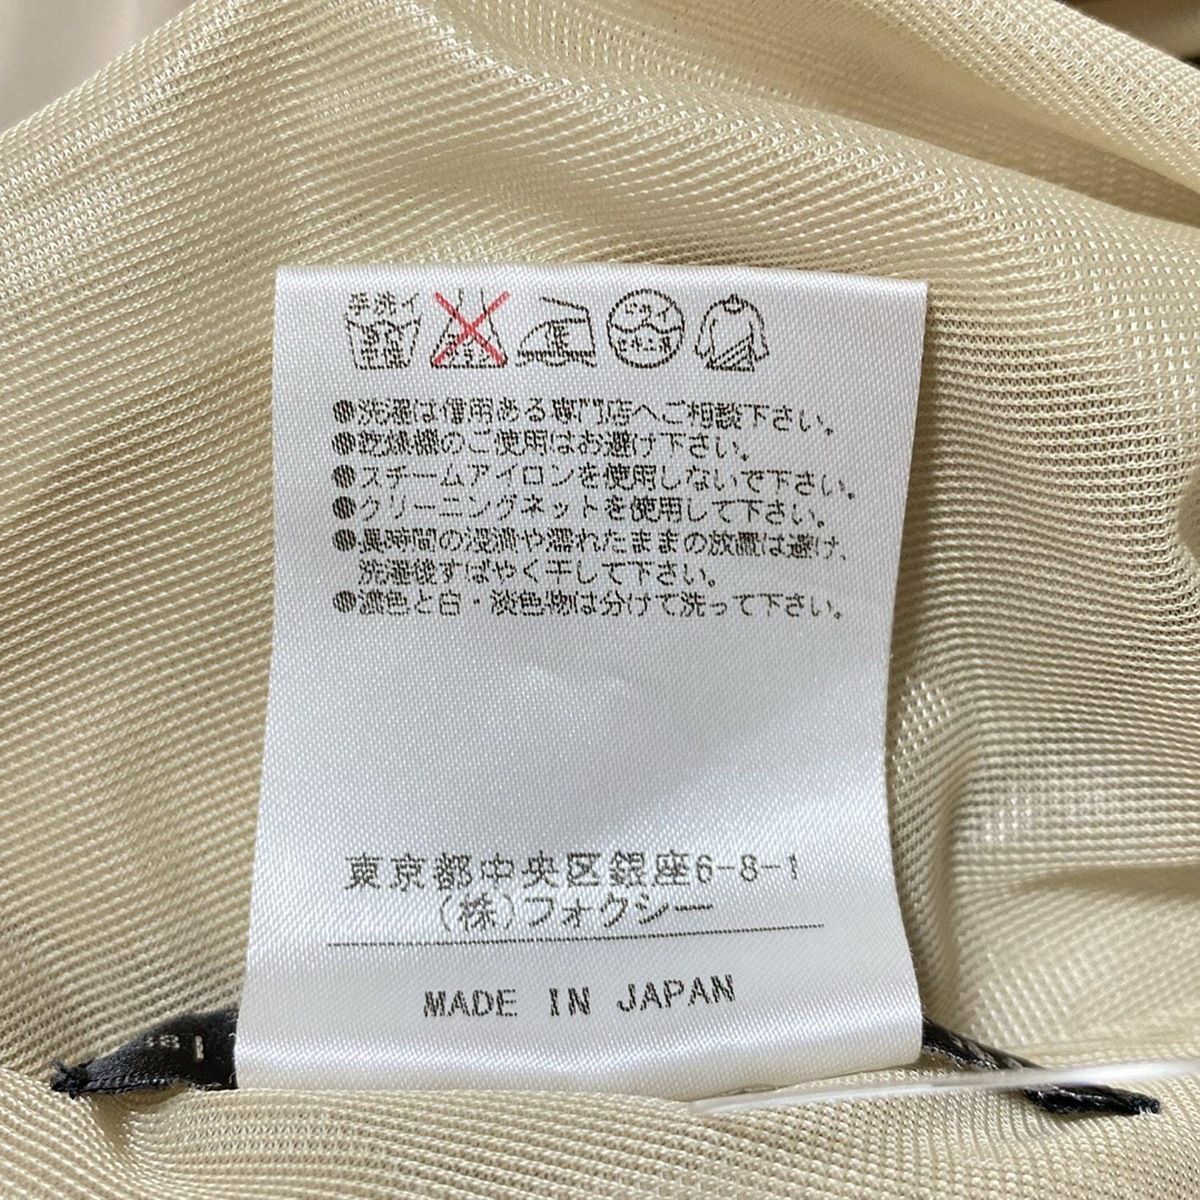 手洗イ
エンソ
サラシ
ドライ
セキユ系
●洗濯は信用ある専門店へご相談下さい。
●乾燥機のご使用はお避け下さい。
●スチームアイロンを使用しないで下さい。
●クリーニングネットを使用して下さい。
●長時間の浸漬や濡れたままの放置は避け、
洗濯後すばやく干して下さい。
●濃色と白・淡色物は分けて洗って下さい。
東京都中央区銀座6-8-1
(株)フォクシー
MADE IN JAPAN